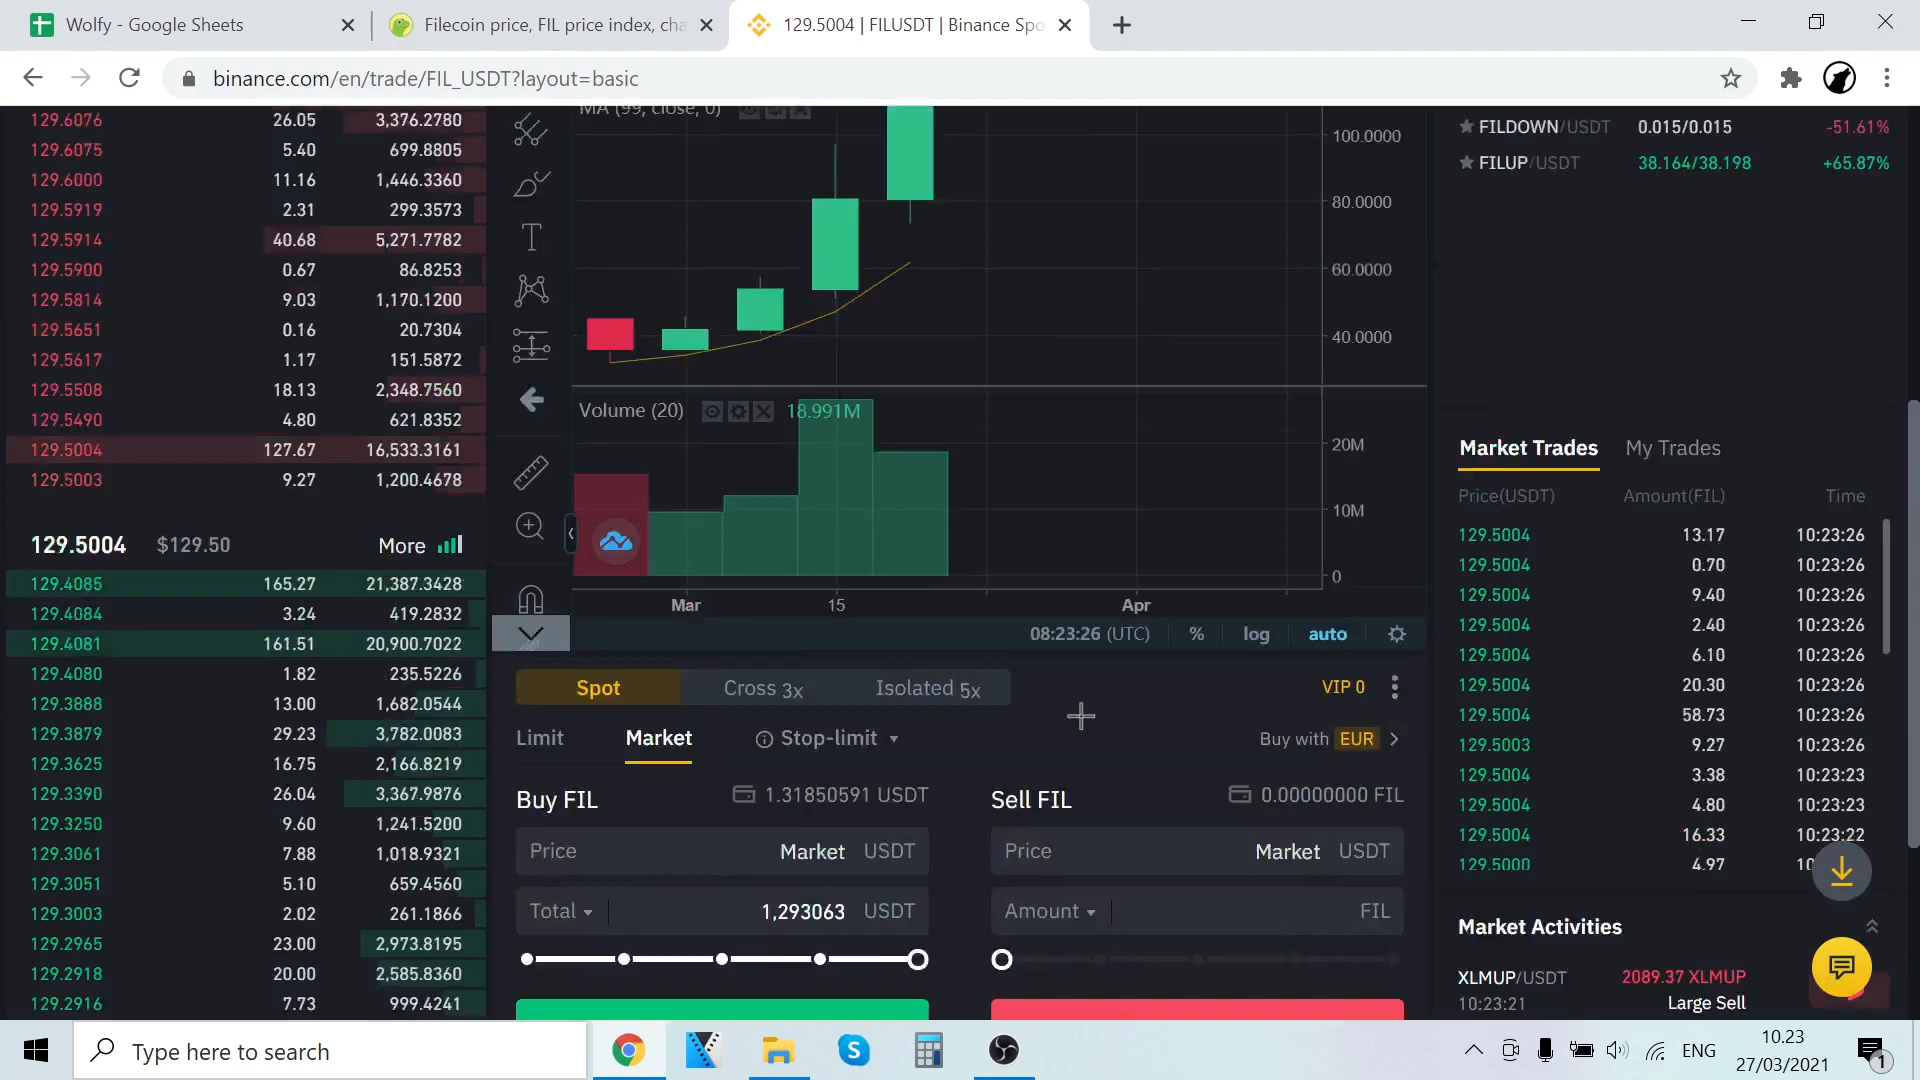 Wolfy - Google Sheets
Filecoin price, FIL price index, cha
129.5004 | FILUSDT | Binance Spo
binance.com/en/trade/FIL_USDT?layout=basic
129.6076 26.05 3,376.2780
129.6075 5.40 699.8805
129.6000 11.16 1,446.3360
129.5919 2.31 299.3573
129.5914 40.68 5,271.7782
129.5900 0.67 86.8253
129.5814 9.03 1,170.1200
129.5651 0.16 20.7304
129.5617 1.17 151.5872
129.5508 18.13 2,348.7560
129.5490 4.80 621.8352
129.5004 127.67 16,533.3161
129.5003 9.27 1,200.4678
129.5004 $129.50 More
129.4085 165.27 21,387.3428
129.4084 3.24 419.2832
129.4081 161.51 20,900.7022
129.4080 1.82 235.5226
129.3888 13.00 1,682.0544
129.3879 29.23 3,782.0083
129.3625 16.75 2,166.8219
129.3390 26.04 3,367.9876
129.3250 9.60 1,241.5200
129.3061 7.88 1,018.9321
129.3051 5.10 659.4560
129.3003 2.02 261.1866
129.2965 23.00 2,973.8195
129.2918 20.00 2,585.8360
129.2916 7.73 999.4241
MA (99, close, 0)
100.0000
80.0000
60.0000
40.0000
Volume (20) 18.991M
20M
10M
0
Mar 15 Apr
08:23:26 (UTC) % log auto
Spot Cross 3x Isolated 5x VIP 0
Limit Market Stop-limit Buy with EUR
Buy FIL 1.31850591 USDT
Price Market USDT
Total 1,293063 USDT
Sell FIL 0.00000000 FIL
Price Market USDT
Amount FIL
FILDOWN/USDT 0.015/0.015 -51.61%
FILUP/USDT 38.164/38.198 +65.87%
Market Trades My Trades
Price(USDT) Amount(FIL) Time
129.5004 13.17 10:23:26
129.5004 0.70 10:23:26
129.5004 9.40 10:23:26
129.5004 2.40 10:23:26
129.5004 6.10 10:23:26
129.5004 20.30 10:23:26
129.5004 58.73 10:23:26
129.5003 9.27 10:23:26
129.5004 3.38 10:23:23
129.5004 4.80 10:23:23
129.5004 16.33 10:23:22
129.5000 4.97
Market Activities
XLMUP/USDT 2089.37 XLMUP
10:23:21 Large Sell
Type here to search
ENG
10.23
27/03/2021
1